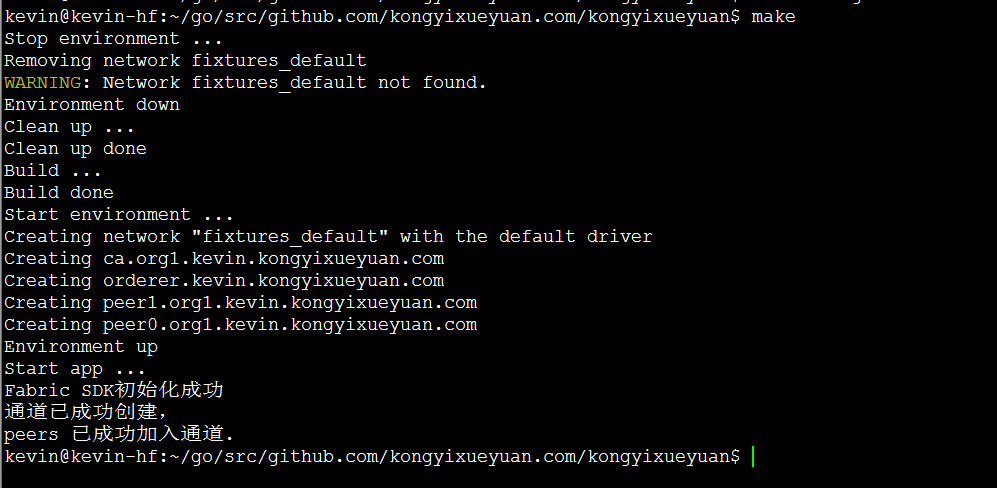 kevin@kevin-hf:~/go/src/github.com/kongyixueyuan.com/kongyixueyuan$ make
Stop environment ...
Removing network fixtures_default
WARNING: Network fixtures_default not found.
Environment down
Clean up ...
Clean up done
Build ...
Build done
Start environment ...
Creating network "fixtures_default" with the default driver
Creating ca.org1.kevin.kongyixueyuan.com
Creating orderer.kevin.kongyixueyuan.com
Creating peer1.org1.kevin.kongyixueyuan.com
Creating peer0.org1.kevin.kongyixueyuan.com
Environment up
Start app ...
Fabric SDK初始化成功
通道已成功创建，
peers 已成功加入通道.
kevin@kevin-hf:~/go/src/github.com/kongyixueyuan.com/kongyixueyuan$